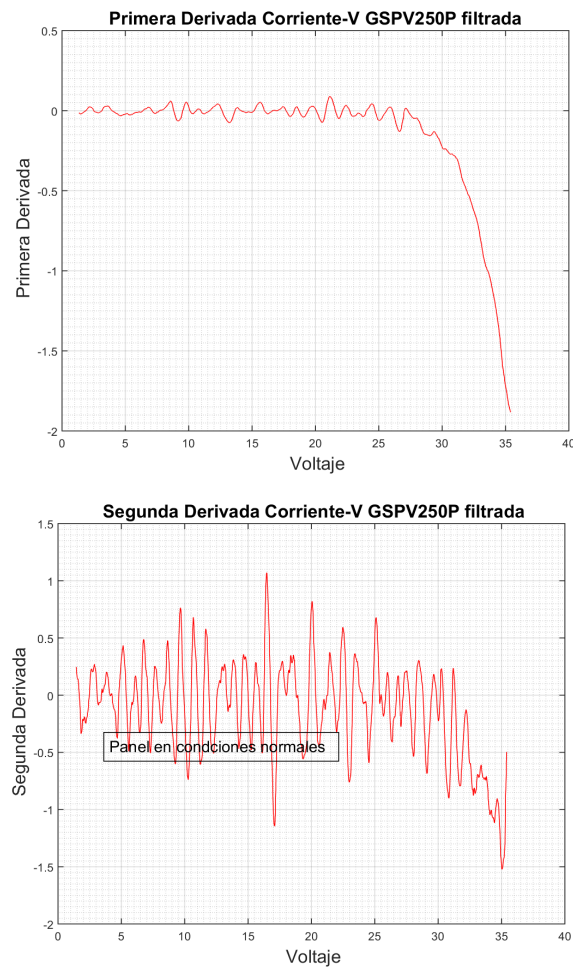 Primera Derivada Corriente-V GSPV250P filtrada
0.5
0
-0.5
-1
-1.5
-2
Primera Derivada
0 5 10 15 20 25 30 35 40
Voltaje
Segunda Derivada Corriente-V GSPV250P filtrada
1.5
1
0.5
0
-0.5
-1
-1.5
-2
Segunda Derivada
Panel en condciones normales
0 5 10 15 20 25 30 35 40
Voltaje